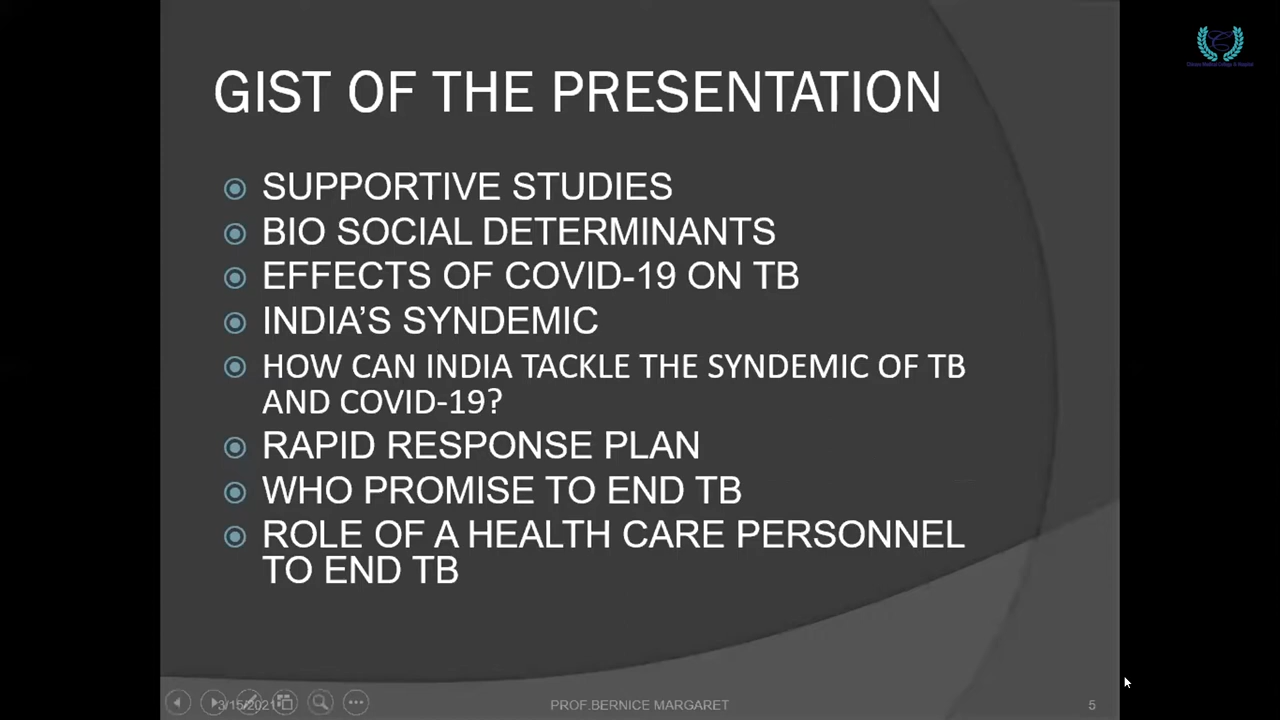 GIST OF THE PRESENTATION
SUPPORTIVE STUDIES
BIO SOCIAL DETERMINANTS
EFFECTS OF COVID-19 ON TB
INDIA’S SYNDEMIC
HOW CAN INDIA TACKLE THE SYNDEMIC OF TB
AND COVID-19?
RAPID RESPONSE PLAN
WHO PROMISE TO END TB
ROLE OF A HEALTH CARE PERSONNEL
TO END TB
3/15/2021
PROF.BERNICE MARGARET
5